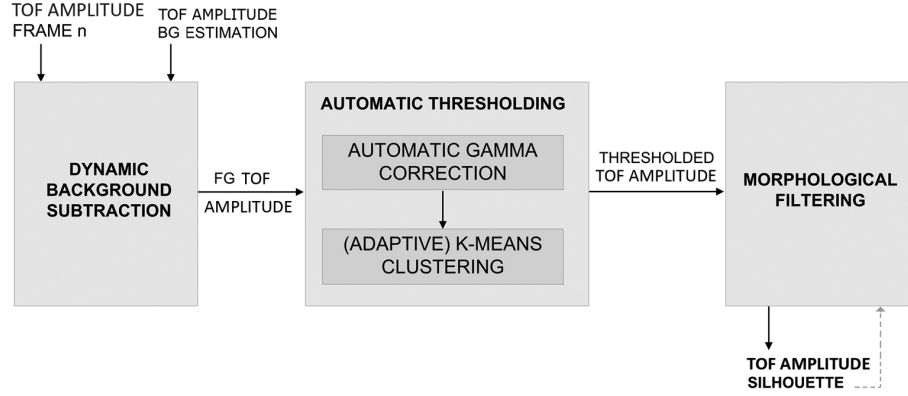 TOF AMPLITUDE
FRAME n
TOF AMPLITUDE
BG ESTIMATION
DYNAMIC
BACKGROUND
SUBTRACTION
FG TOF
AMPLITUDE
AUTOMATIC THRESHOLDING
AUTOMATIC GAMMA
CORRECTION
(ADAPTIVE) K-MEANS
CLUSTERING
THRESHOLDED
TOF AMPLITUDE
MORPHOLOGICAL
FILTERING
TOF AMPLITUDE
SILHOUETTE